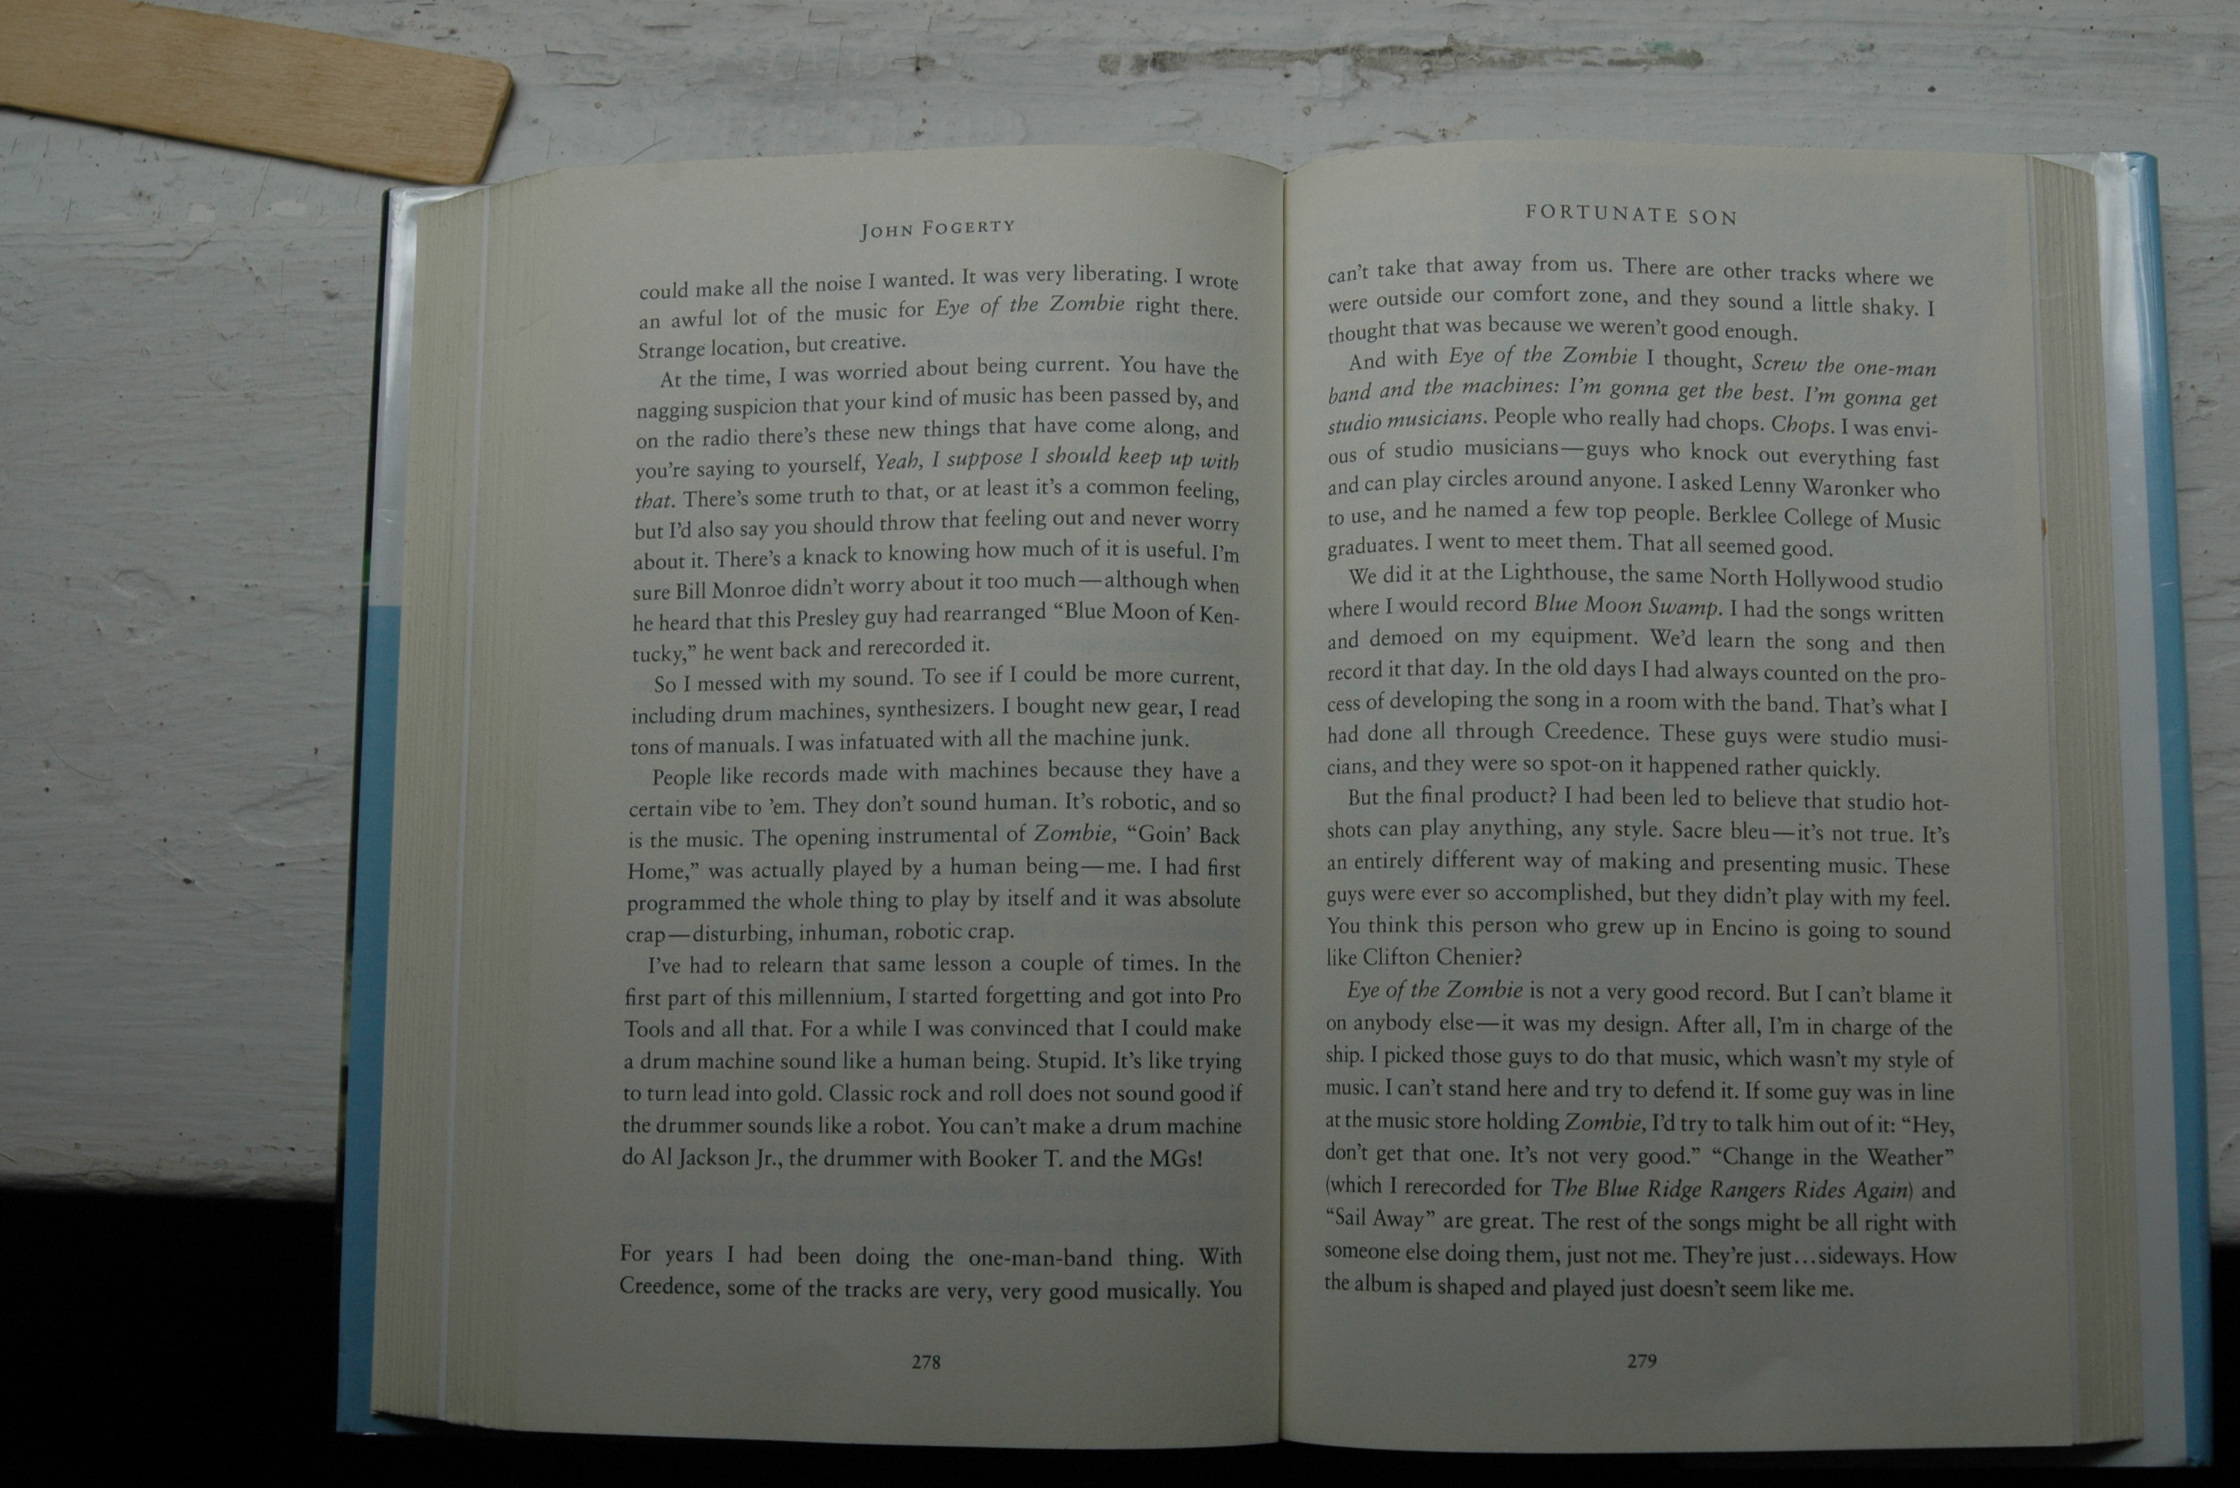 JOHN FOGERTY
could make all the noise I wanted. It was very liberating. I wrote
an awful lot of the music for Eye of the Zombie right there.
Strange location, but creative.
At the time, I was worried about being current. You have the
nagging suspicion that your kind of music has been passed by, and
on the radio there's these new things that have come along, and
you're saying to yourself, Yeah, I suppose I should keep up with
that. There's some truth to that, or at least it's a common feeling,
but I'd also say you should throw that feeling out and never worry
about it. There's a knack to knowing how much of it is useful. I'm
sure Bill Monroe didn't worry about it too much—although when
he heard that this Presley guy had rearranged “Blue Moon of Ken-
tucky,” he went back and rerecorded it.
So I messed with my sound. To see if I could be more current,
including drum machines, synthesizers. I bought new gear, I read
tons of manuals. I was infatuated with all the machine junk.
People like records made with machines because they have a
certain vibe to ’em. They don't sound human. It's robotic, and so
is the music. The opening instrumental of Zombie, “Goin’ Back
Home,” was actually played by a human being—me. I had first
programmed the whole thing to play by itself and it was absolute
crap—disturbing, inhuman, robotic crap.
I've had to relearn that same lesson a couple of times. In the
first part of this millennium, I started forgetting and got into Pro
Tools and all that. For a while I was convinced that I could make
a drum machine sound like a human being. Stupid. It's like trying
to turn lead into gold. Classic rock and roll does not sound good if
the drummer sounds like a robot. You can't make a drum machine
do Al Jackson Jr., the drummer with Booker T. and the MGs!
For years I had been doing the one-man-band thing. With
Creedence, some of the tracks are very, very good musically. You
278
FORTUNATE SON
can't take that away from us. There are other tracks where we
were outside our comfort zone, and they sound a little shaky. I
thought that was because we weren't good enough.
And with Eye of the Zombie I thought, Screw the one-man
band and the machines: I'm gonna get the best. I'm gonna get
studio musicians. People who really had chops. Chops. I was envi-
ous of studio musicians—guys who knock out everything fast
and can play circles around anyone. I asked Lenny Waronker who
to use, and he named a few top people. Berklee College of Music
graduates. I went to meet them. That all seemed good.
We did it at the Lighthouse, the same North Hollywood studio
where I would record Blue Moon Swamp. I had the songs written
and demoed on my equipment. We'd learn the song and then
record it that day. In the old days I had always counted on the pro-
cess of developing the song in a room with the band. That's what I
had done all through Creedence. These guys were studio musi-
cians, and they were so spot-on it happened rather quickly.
But the final product? I had been led to believe that studio hot-
shots can play anything, any style. Sacre bleu—it's not true. It's
an entirely different way of making and presenting music. These
guys were ever so accomplished, but they didn't play with my feel.
You think this person who grew up in Encino is going to sound
like Clifton Chenier?
Eye of the Zombie is not a very good record. But I can't blame it
on anybody else—it was my design. After all, I'm in charge of the
ship. I picked those guys to do that music, which wasn't my style of
music. I can't stand here and try to defend it. If some guy was in line
at the music store holding Zombie, I'd try to talk him out of it: “Hey,
don't get that one. It's not very good.” “Change in the Weather”
(which I rerecorded for The Blue Ridge Rangers Rides Again) and
“Sail Away” are great. The rest of the songs might be all right with
someone else doing them, just not me. They're just...sideways. How
the album is shaped and played just doesn't seem like me.
279